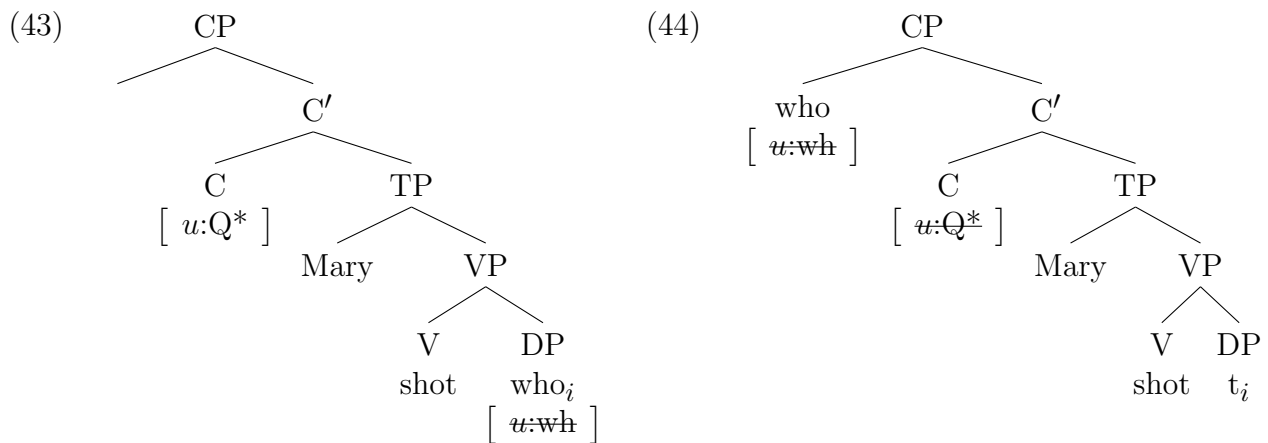 (43) CP (44) CP
C′ who C′
[ u:wh ]
C TP C TP
[ u:Q* ] [ u:Q* ]
Mary VP Mary VP
V DP V DP
shot whoᵢ shot tᵢ
[ u:wh ]